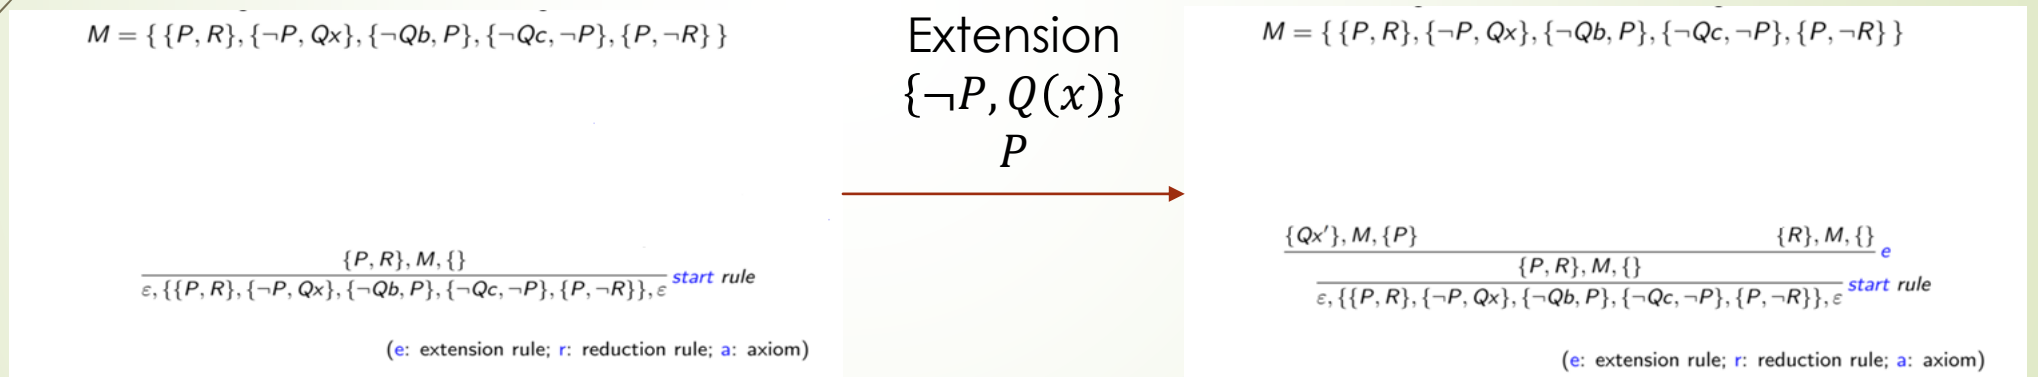 M = { {P, R}, {¬P, Qx}, {¬Qb, P}, {¬Qc, ¬P}, {P, ¬R} }
{P, R}, M, {}
ε, {{P, R}, {¬P, Qx}, {¬Qb, P}, {¬Qc, ¬P}, {P, ¬R}}, ε start rule
(e: extension rule; r: reduction rule; a: axiom)
Extension
{¬P, Q(x)}
P
M = { {P, R}, {¬P, Qx}, {¬Qb, P}, {¬Qc, ¬P}, {P, ¬R} }
{Qx′}, M, {P} {R}, M, {} e
{P, R}, M, {}
ε, {{P, R}, {¬P, Qx}, {¬Qb, P}, {¬Qc, ¬P}, {P, ¬R}}, ε start rule
(e: extension rule; r: reduction rule; a: axiom)